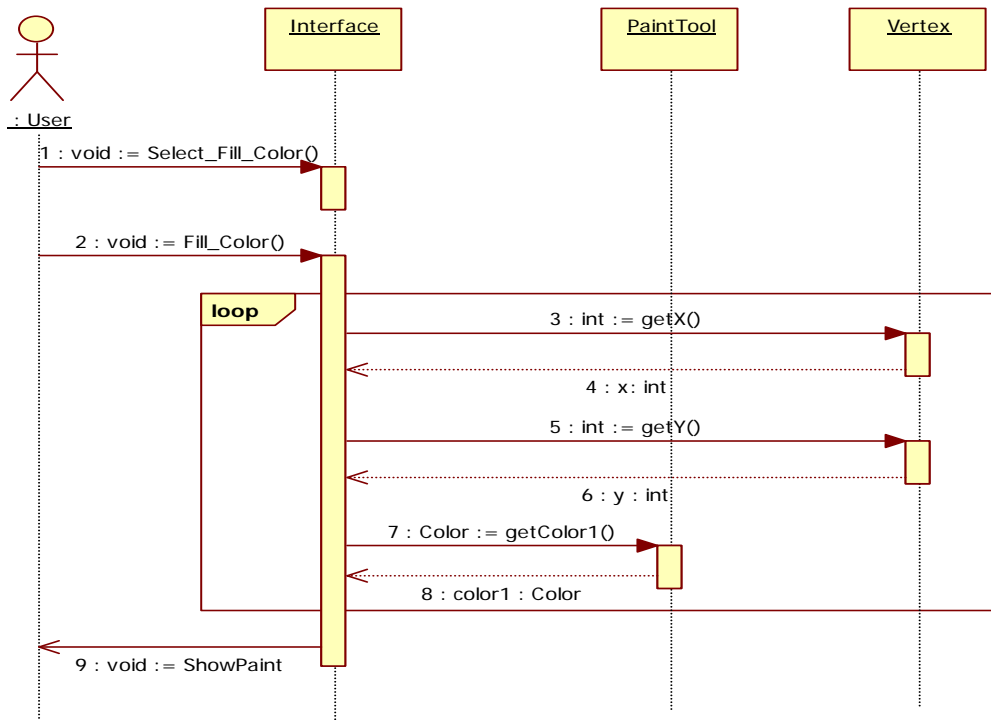 Interface
PaintTool
Vertex
: User
1 : void := Select_Fill_Color()
2 : void := Fill_Color()
loop
3 : int := getX()
4 : x: int
5 : int := getY()
6 : y : int
7 : Color := getColor1()
8 : color1 : Color
9 : void := ShowPaint